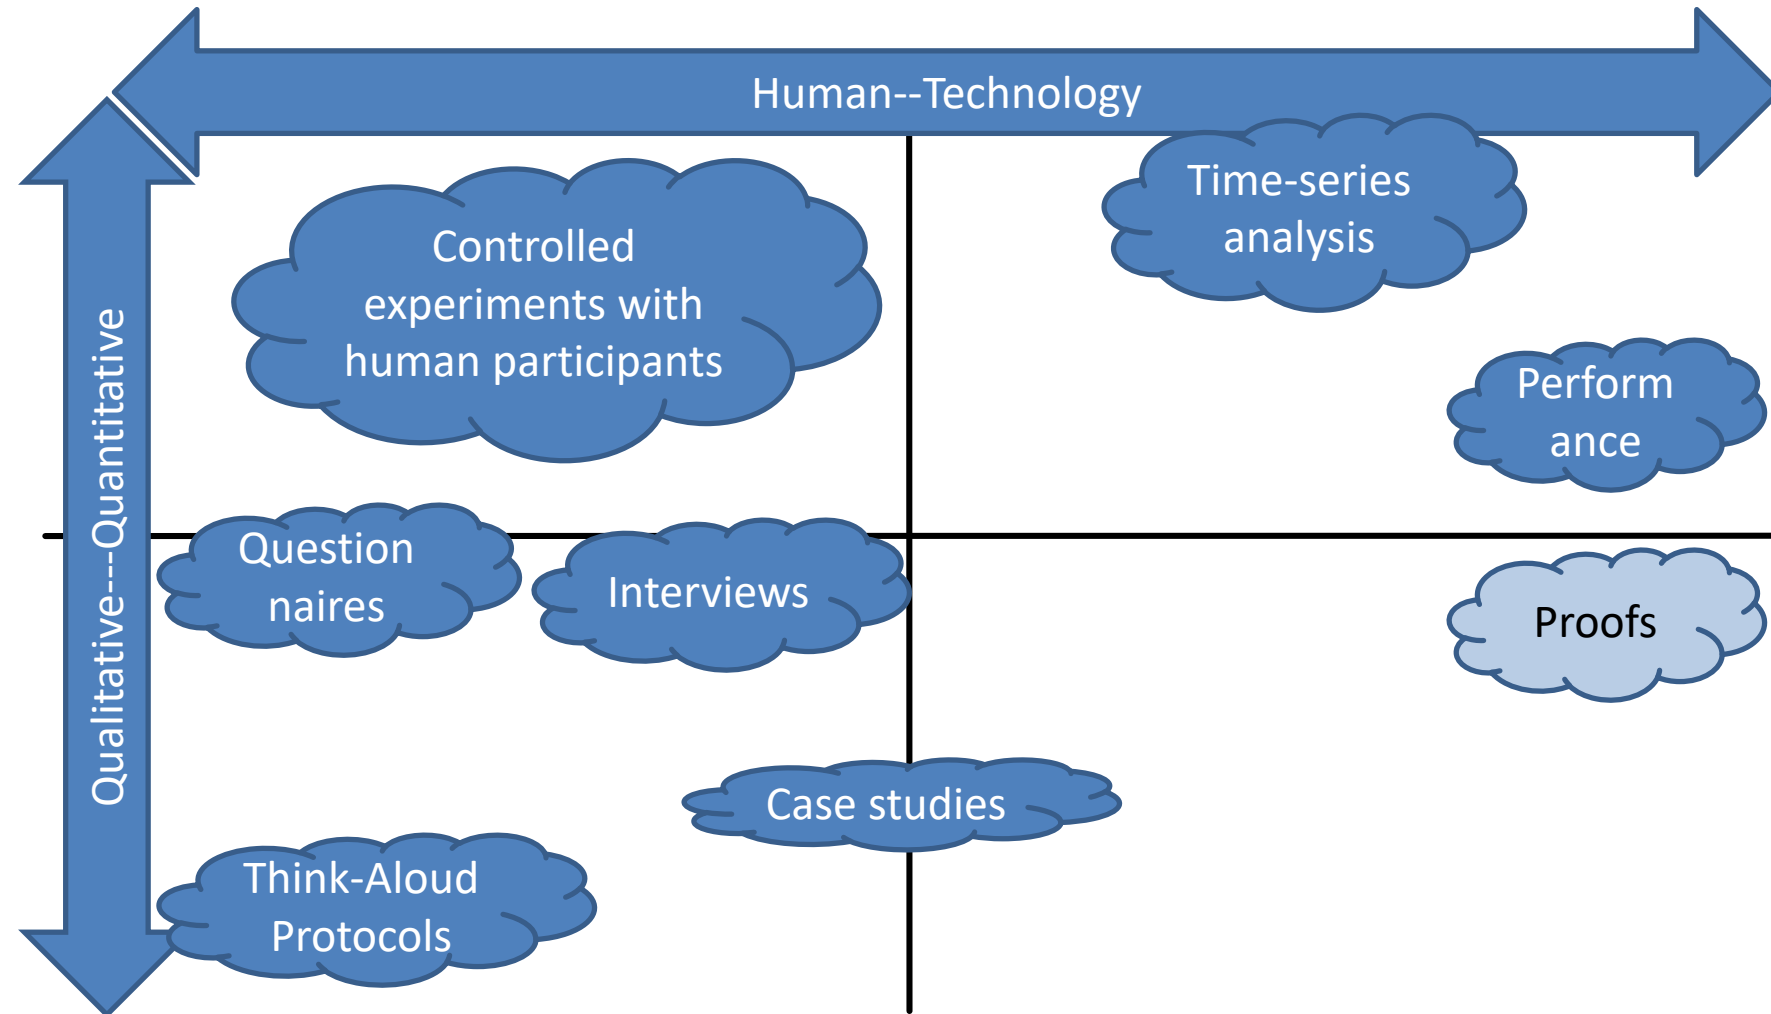 Human--Technology
Qualitative---Quantitative
Controlled
experiments with
human participants
Time-series
analysis
Perform
ance
Question
naires
Interviews
Proofs
Case studies
Think-Aloud
Protocols